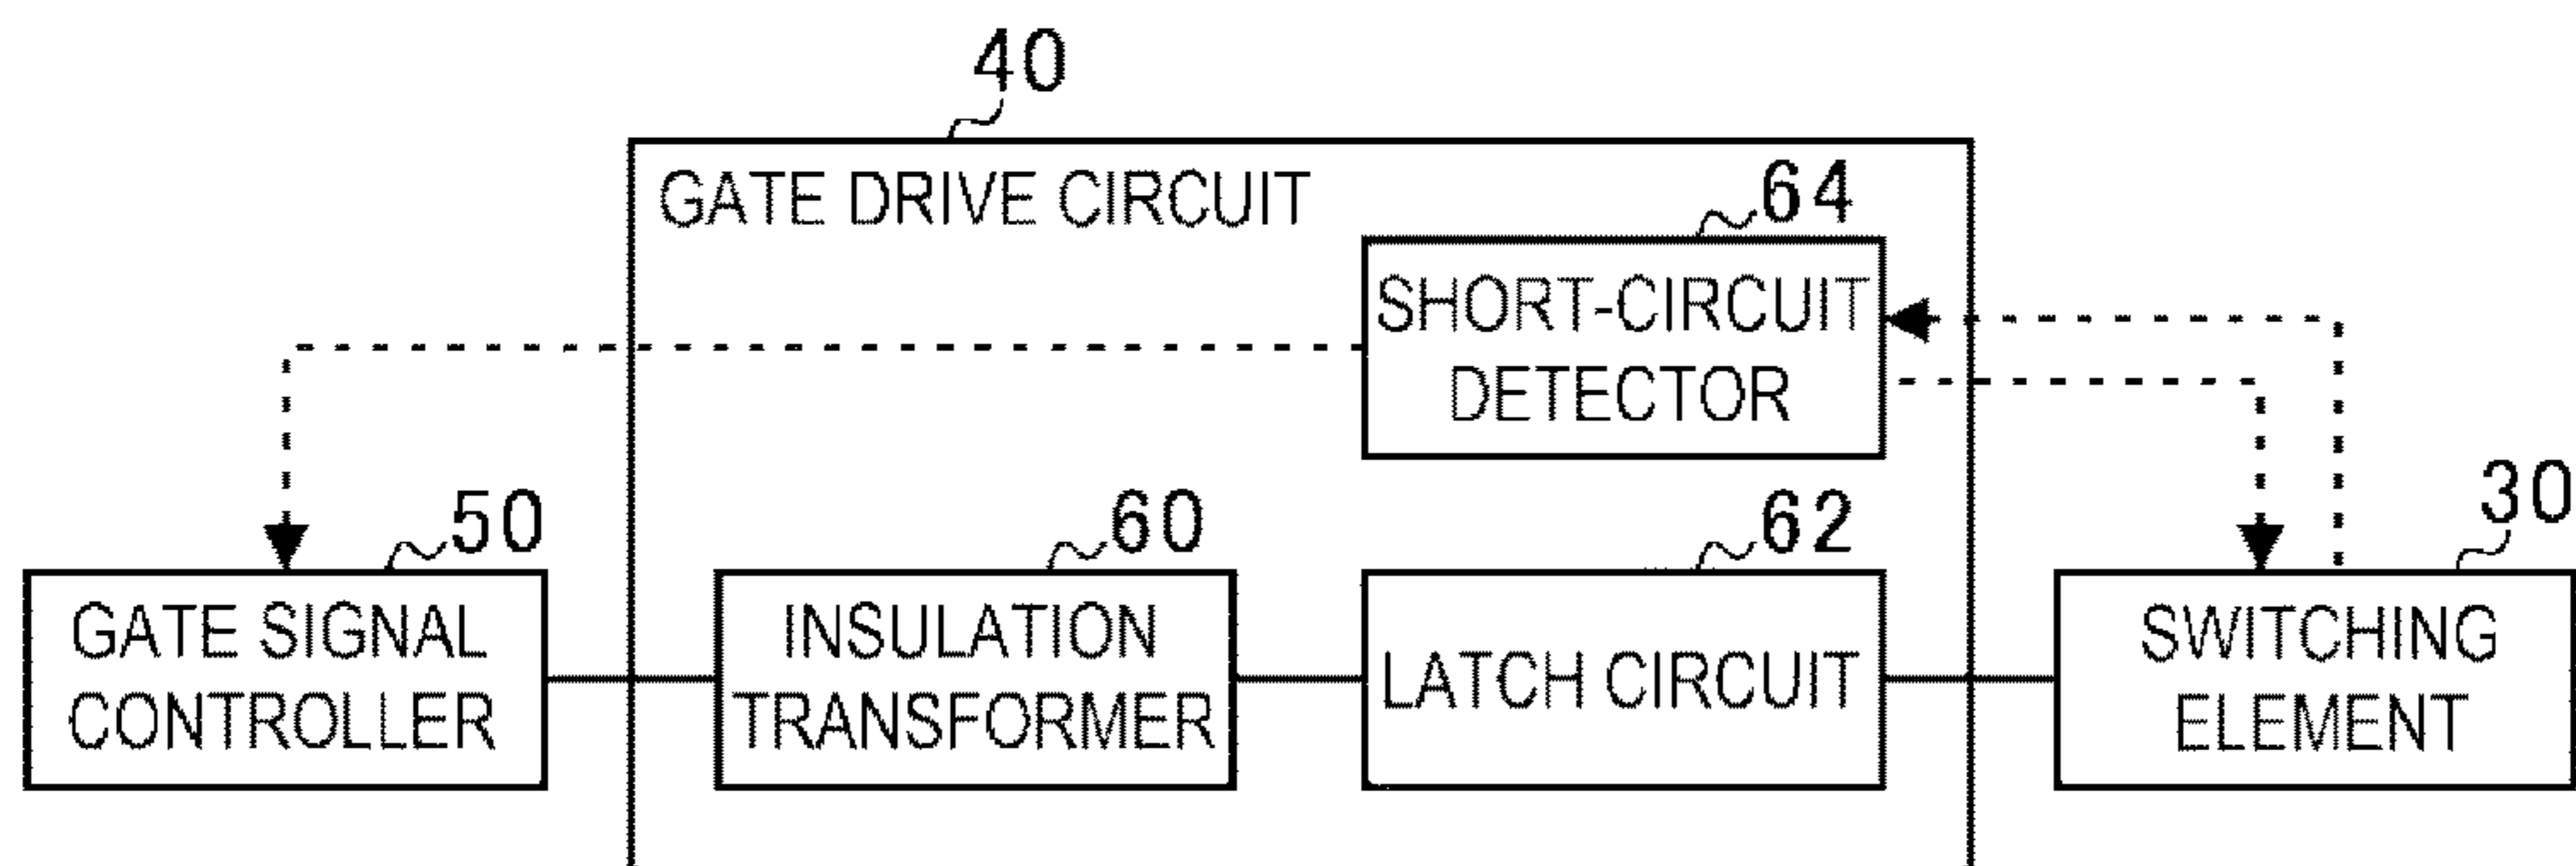 40
GATE DRIVE CIRCUIT
64
SHORT-CIRCUIT
DETECTOR
50
60
62
30
GATE SIGNAL
CONTROLLER
INSULATION
TRANSFORMER
LATCH CIRCUIT
SWITCHING
ELEMENT